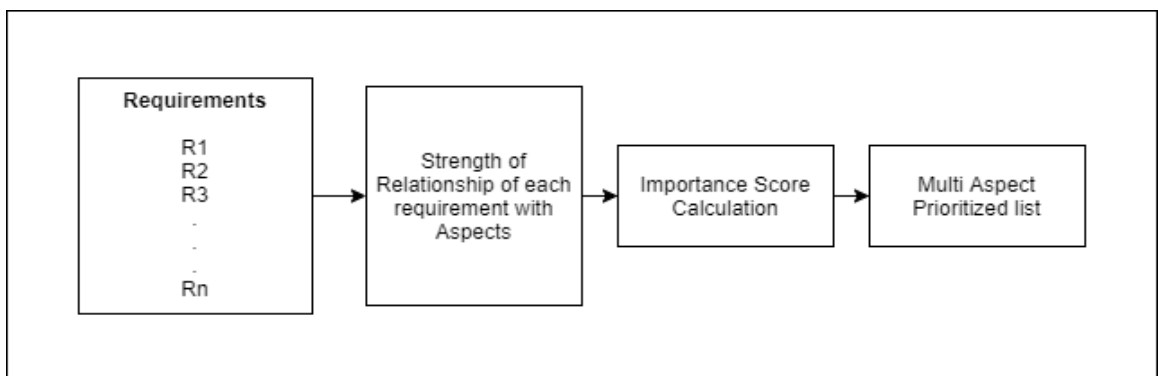 Requirements
R1
R2
R3
.
.
.
Rn
Strength of
Relationship of each
requirement with
Aspects
Importance Score
Calculation
Multi Aspect
Prioritized list